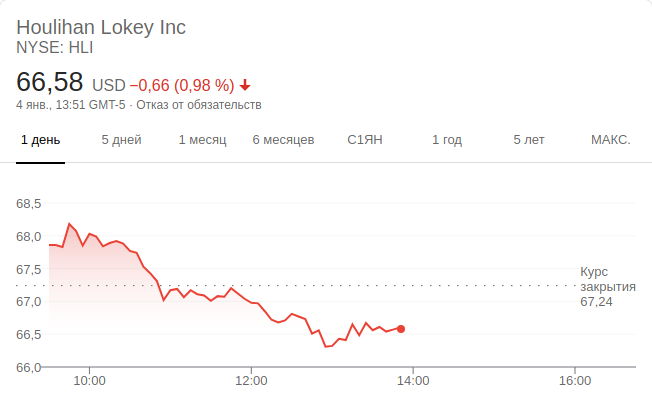 Houlihan Lokey Inc
NYSE: HLI
66,58 USD −0,66 (0,98 %)
4 янв., 13:51 GMT-5 · Отказ от обязательств
1 день 5 дней 1 месяц 6 месяцев С1ЯН 1 год 5 лет МАКС.
68,5
68,0
67,5
67,0
66,5
66,0
Курс
закрытия
67,24
10:00 12:00 14:00 16:00